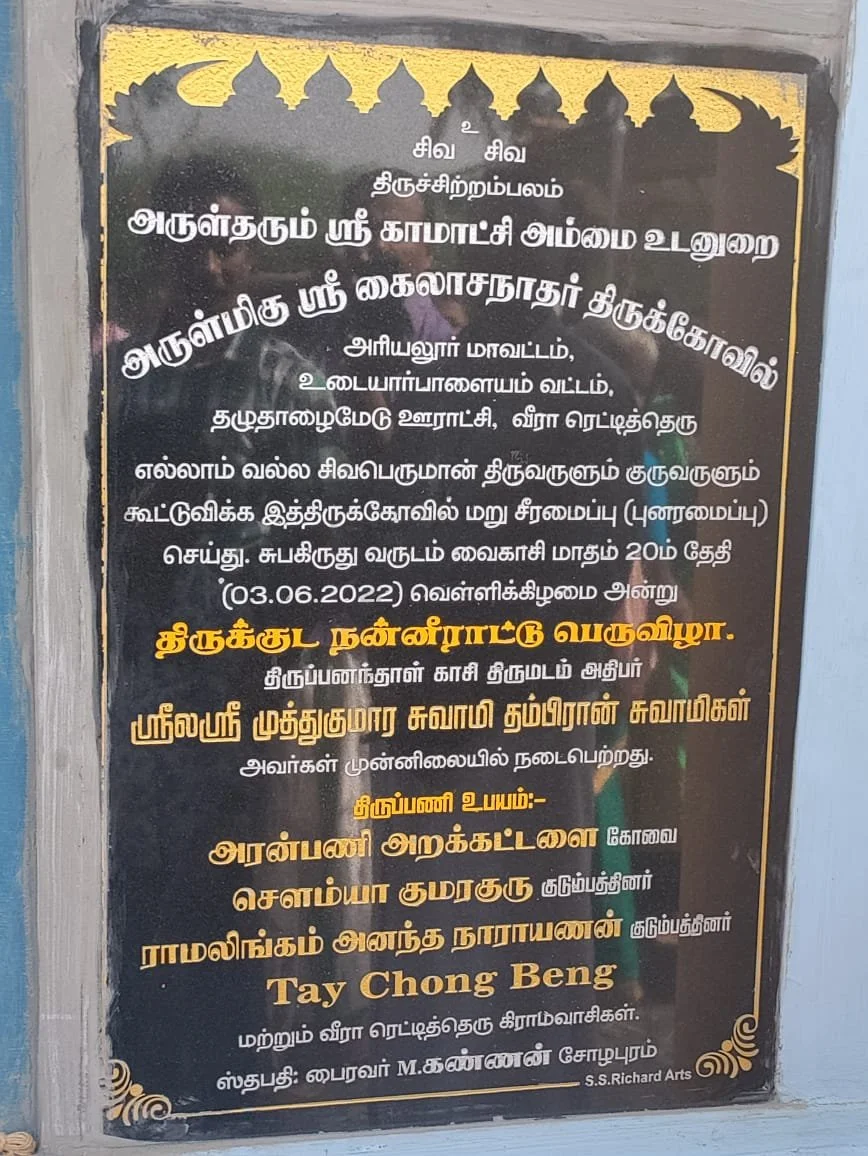 உ
சிவ சிவ
திருச்சிற்றம்பலம்
அருள்தரும் ஸ்ரீ காமாட்சி அம்மை உடனுறை
அருள்மிகு ஸ்ரீ கைலாசநாதர் திருக்கோவில்
அரியலூர் மாவட்டம்,
உடையார்பாளையம் வட்டம்,
தழுதாழைமேடு ஊராட்சி, வீரா ரெட்டித்தெரு
எல்லாம் வல்ல சிவபெருமான் திருவருளும் குருவருளும்
கூட்டுவிக்க இத்திருக்கோவில் மறு சீரமைப்பு (புனரமைப்பு)
செய்து. சுபகிருது வருடம் வைகாசி மாதம் 20ம் தேதி
(03.06.2022) வெள்ளிக்கிழமை அன்று
திருக்குட நன்னீராட்டு பெருவிழா.
திருப்பனந்தாள் காசி திருமடம் அதிபர்
ஸ்ரீலஸ்ரீ முத்துகுமார சுவாமி தம்பிரான் சுவாமிகள்
அவர்கள் முன்னிலையில் நடைபெற்றது.
திருப்பணி உபயம்:-
அரன்பணி அறக்கட்டளை கோவை
சௌம்யா குமரகுரு குடும்பத்தினர்
ராமலிங்கம் அனந்த நாராயணன் குடும்பத்தினர்
Tay Chong Beng
மற்றும் வீரா ரெட்டித்தெரு கிராம்வாசிகள்.
ஸ்தபதி: பைரவர் M.கண்ணன் சோழபுரம்
S.S.Richard Arts